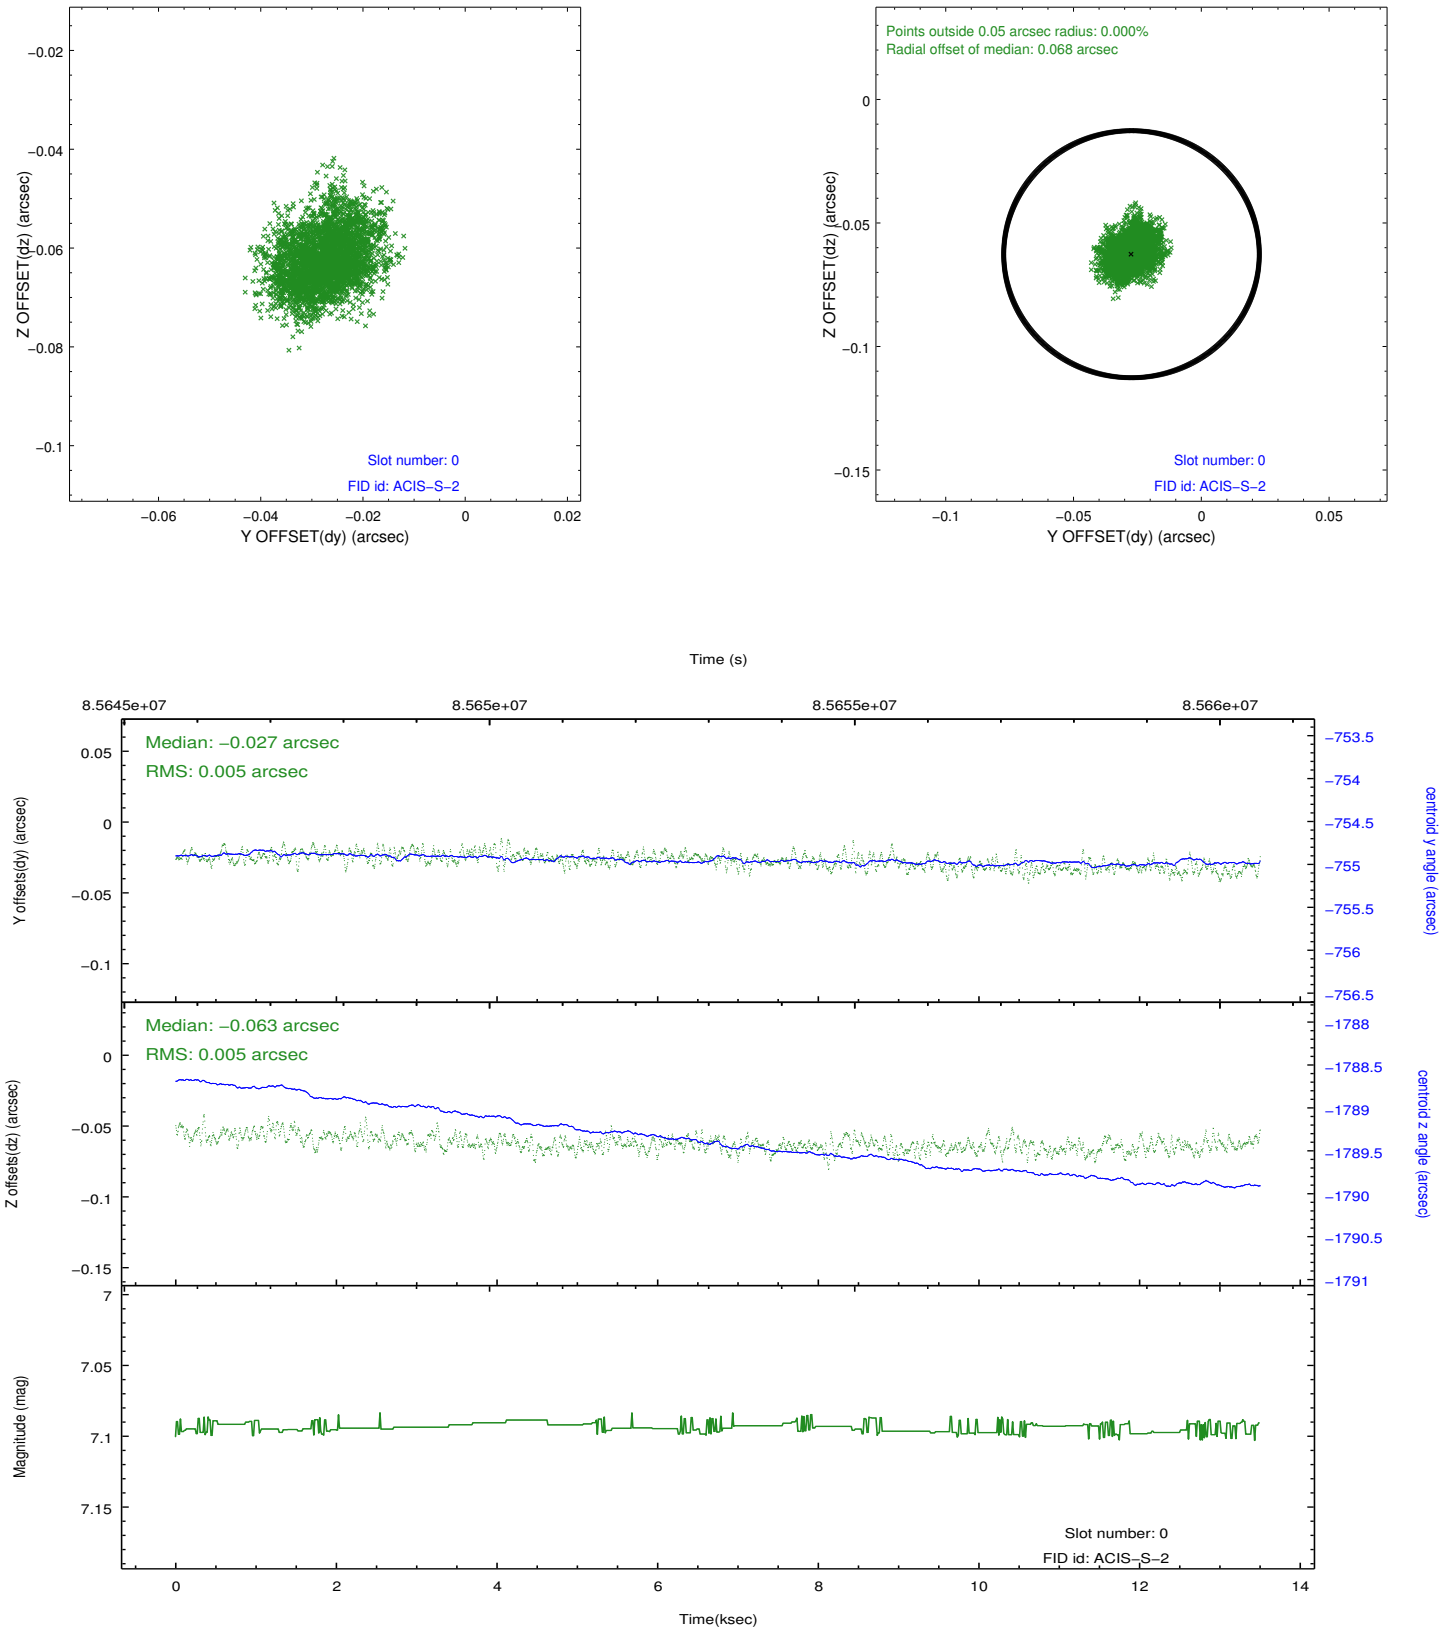 −0.02
−0.04
−0.06
−0.08
−0.1
Z OFFSET(dz) (arcsec)
Slot number: 0
FID id: ACIS−S−2
−0.06
−0.04
−0.02
0
0.02
Y OFFSET(dy) (arcsec)
Points outside 0.05 arcsec radius: 0.000%
Radial offset of median: 0.068 arcsec
0
−0.05
−0.1
−0.15
Z OFFSET(dz) (arcsec)
Slot number: 0
FID id: ACIS−S−2
−0.1
−0.05
0
0.05
Y OFFSET(dy) (arcsec)
Time (s)
8.5645e+07
8.565e+07
8.5655e+07
8.566e+07
Median: −0.027 arcsec
RMS: 0.005 arcsec
0.05
0
−0.05
−0.1
Y offsets(dy) (arcsec)
−753.5
−754
−754.5
−755
−755.5
−756
−756.5
centroid y angle (arcsec)
Median: −0.063 arcsec
RMS: 0.005 arcsec
0
−0.05
−0.1
−0.15
Z offsets(dz) (arcsec)
−1788
−1788.5
−1789
−1789.5
−1790
−1790.5
−1791
centroid z angle (arcsec)
7
7.05
7.1
7.15
Magnitude (mag)
Slot number: 0
FID id: ACIS−S−2
0
2
4
6
8
10
12
14
Time(ksec)